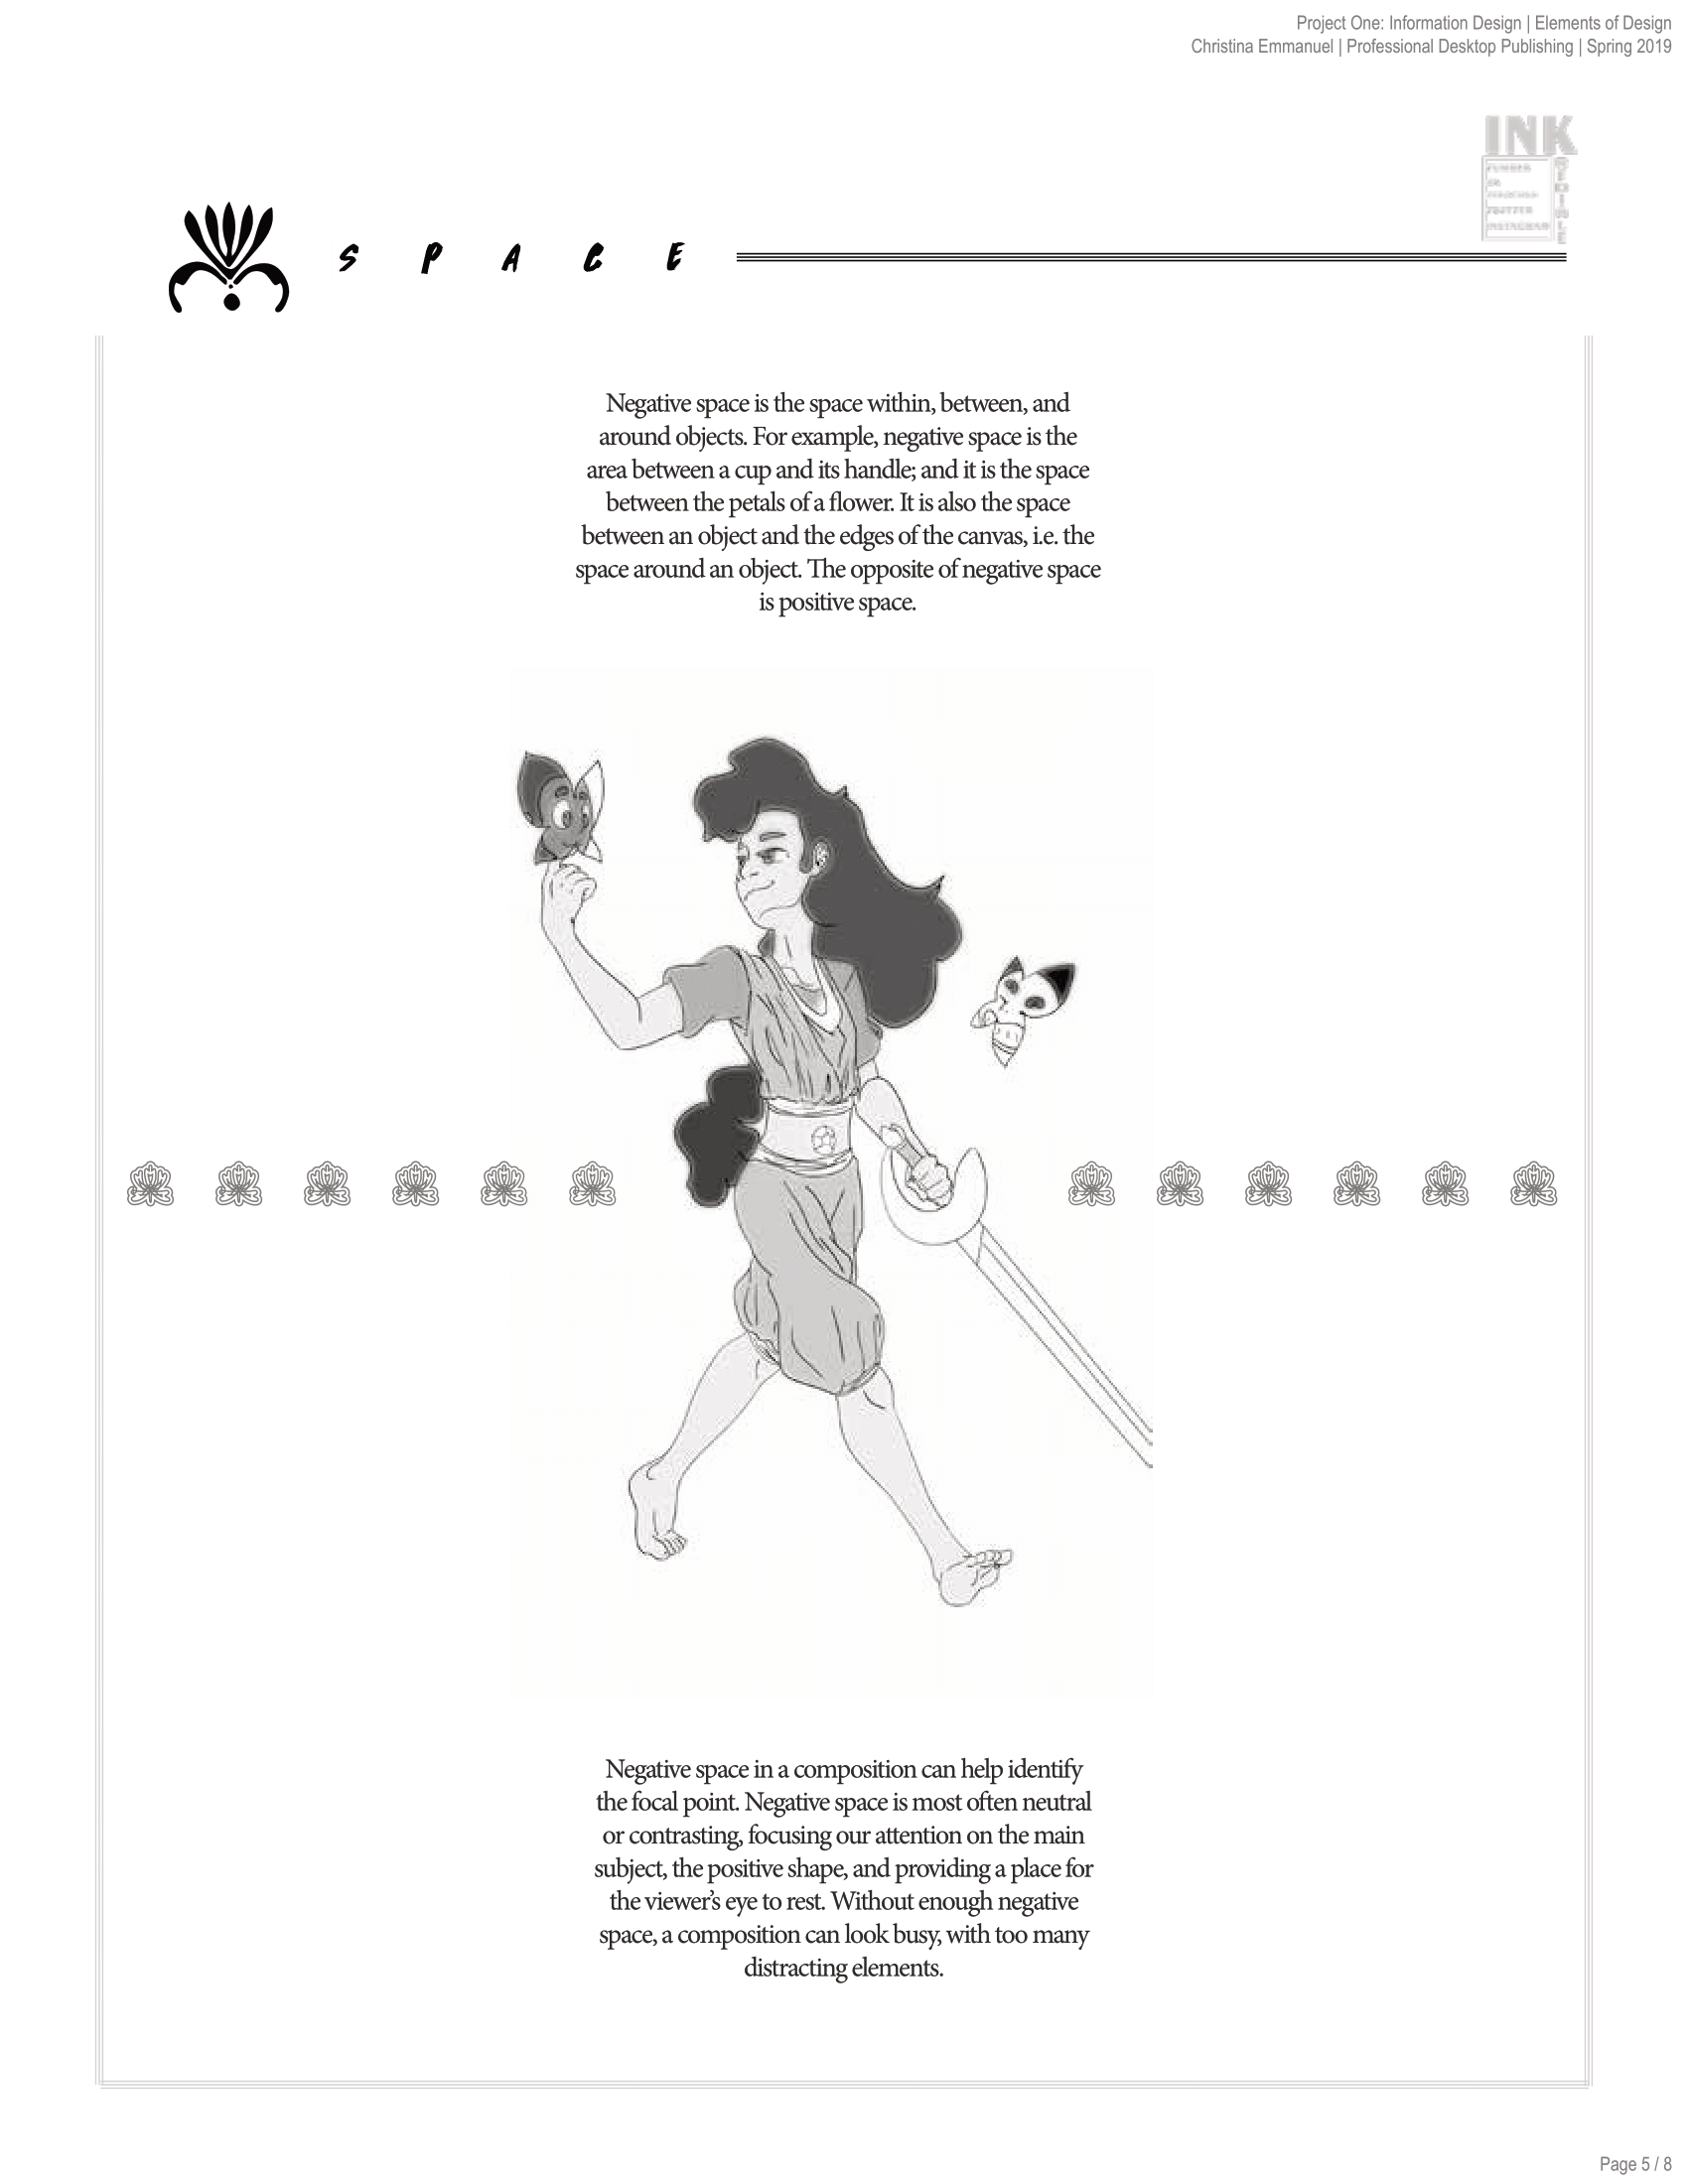 Project One: Information Design | Elements of Design
Christina Emmanuel | Professional Desktop Publishing | Spring 2019
INK
S P A C E
Negative space is the space within, between, and
around objects. For example, negative space is the
area between a cup and its handle; and it is the space
between the petals of a flower. It is also the space
between an object and the edges of the canvas, i.e. the
space around an object. The opposite of negative space
is positive space.
Negative space in a composition can help identify
the focal point. Negative space is most often neutral
or contrasting, focusing our attention on the main
subject, the positive shape, and providing a place for
the viewer’s eye to rest. Without enough negative
space, a composition can look busy, with too many
distracting elements.
Page 5 / 8